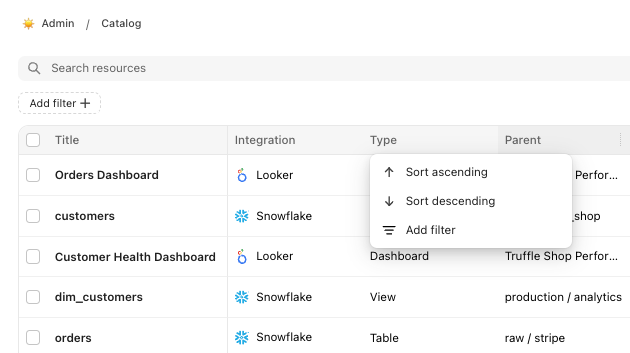 Admin / Catalog
Search resources
Add filter +
Title Integration Type Parent
Orders Dashboard Looker Perfor...
Sort ascending
customers Snowflake _shop
Sort descending
Add filter
Customer Health Dashboard Looker Dashboard Truffle Shop Perfor...
dim_customers Snowflake View production / analytics
orders Snowflake Table raw / stripe